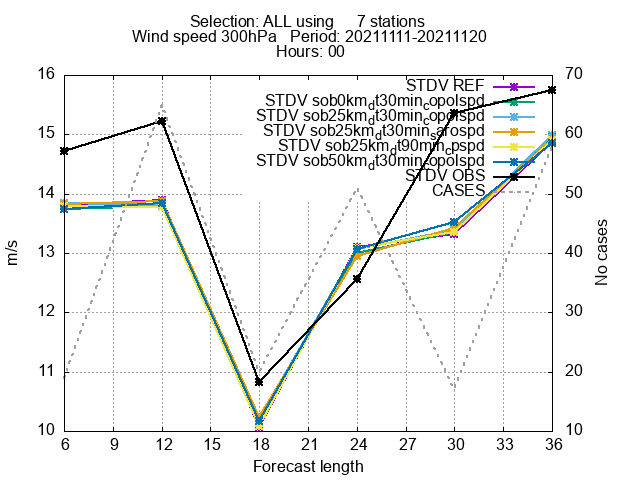 Selection: ALL using 7 stations
Wind speed 300hPa Period: 20211111-20211120
Hours: 00
STDV REF
STDV sob0km_dt30min_copolspd
STDV sob25km_dt30min_copolspd
STDV sob25km_dt30min_sarospd
STDV sob25km_dt90min_cpspd
STDV sob50km_dt30min_copolspd
STDV OBS
CASES
16
15
14
13
12
11
10
m/s
70
60
50
40
30
20
10
No cases
6 9 12 15 18 21 24 27 30 33 36
Forecast length